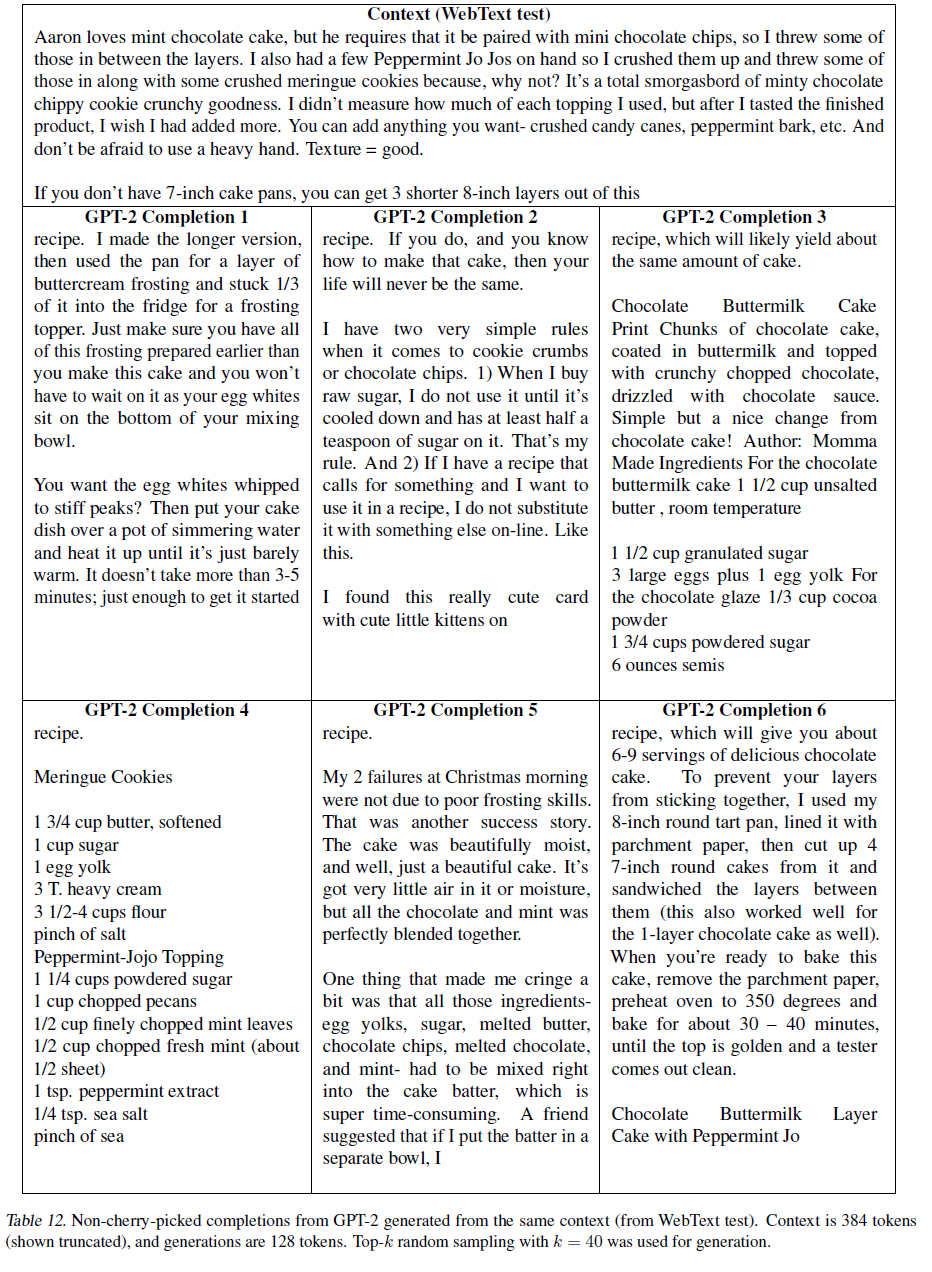 Context (WebText test)
Aaron loves mint chocolate cake, but he requires that it be paired with mini chocolate chips, so I threw some of
those in between the layers. I also had a few Peppermint Jo Jos on hand so I crushed them up and threw some of
those in along with some crushed meringue cookies because, why not? It's a total smorgasbord of minty chocolate
chippy cookie crunchy goodness. I didn't measure how much of each topping I used, but after I tasted the finished
product, I wish I had added more. You can add anything you want- crushed candy canes, peppermint bark, etc. And
don't be afraid to use a heavy hand. Texture = good.
If you don't have 7-inch cake pans, you can get 3 shorter 8-inch layers out of this
GPT-2 Completion 1
recipe. I made the longer version,
then used the pan for a layer of
buttercream frosting and stuck 1/3
of it into the fridge for a frosting
topper. Just make sure you have all
of this frosting prepared earlier than
you make this cake and you won't
have to wait on it as your egg whites
sit on the bottom of your mixing
bowl.
You want the egg whites whipped
to stiff peaks? Then put your cake
dish over a pot of simmering water
and heat it up until it's just barely
warm. It doesn't take more than 3-5
minutes; just enough to get it started
GPT-2 Completion 2
recipe. If you do, and you know
how to make that cake, then your
life will never be the same.
I have two very simple rules
when it comes to cookie crumbs
or chocolate chips. 1) When I buy
raw sugar, I do not use it until it's
cooled down and has at least half a
teaspoon of sugar on it. That's my
rule. And 2) If I have a recipe that
calls for something and I want to
use it in a recipe, I do not substitute
it with something else on-line. Like
this.
I found this really cute card
with cute little kittens on
GPT-2 Completion 3
recipe, which will likely yield about
the same amount of cake.
Chocolate Buttermilk Cake
Print Chunks of chocolate cake,
coated in buttermilk and topped
with crunchy chopped chocolate,
drizzled with chocolate sauce.
Simple but a nice change from
chocolate cake! Author: Momma
Made Ingredients For the chocolate
buttermilk cake 1 1/2 cup unsalted
butter , room temperature
1 1/2 cup granulated sugar
3 large eggs plus 1 egg yolk For
the chocolate glaze 1/3 cup cocoa
powder
1 3/4 cups powdered sugar
6 ounces semis
GPT-2 Completion 4
recipe.
Meringue Cookies
1 3/4 cup butter, softened
1 cup sugar
1 egg yolk
3 T. heavy cream
3 1/2-4 cups flour
pinch of salt
Peppermint-Jojo Topping
1 1/4 cups powdered sugar
1 cup chopped pecans
1/2 cup finely chopped mint leaves
1/2 cup chopped fresh mint (about
1/2 sheet)
1 tsp. peppermint extract
1/4 tsp. sea salt
pinch of sea
GPT-2 Completion 5
recipe.
My 2 failures at Christmas morning
were not due to poor frosting skills.
That was another success story.
The cake was beautifully moist,
and well, just a beautiful cake. It's
got very little air in it or moisture,
but all the chocolate and mint was
perfectly blended together.
One thing that made me cringe a
bit was that all those ingredients-
egg yolks, sugar, melted butter,
chocolate chips, melted chocolate,
and mint- had to be mixed right
into the cake batter, which is
super time-consuming. A friend
suggested that if I put the batter in a
separate bowl, I
GPT-2 Completion 6
recipe, which will give you about
6-9 servings of delicious chocolate
cake. To prevent your layers
from sticking together, I used my
8-inch round tart pan, lined it with
parchment paper, then cut up 4
7-inch round cakes from it and
sandwiched the layers between
them (this also worked well for
the 1-layer chocolate cake as well).
When you're ready to bake this
cake, remove the parchment paper,
preheat oven to 350 degrees and
bake for about 30 – 40 minutes,
until the top is golden and a tester
comes out clean.
Chocolate Buttermilk Layer
Cake with Peppermint Jo
Table 12. Non-cherry-picked completions from GPT-2 generated from the same context (from WebText test). Context is 384 tokens
(shown truncated), and generations are 128 tokens. Top-k random sampling with k = 40 was used for generation.